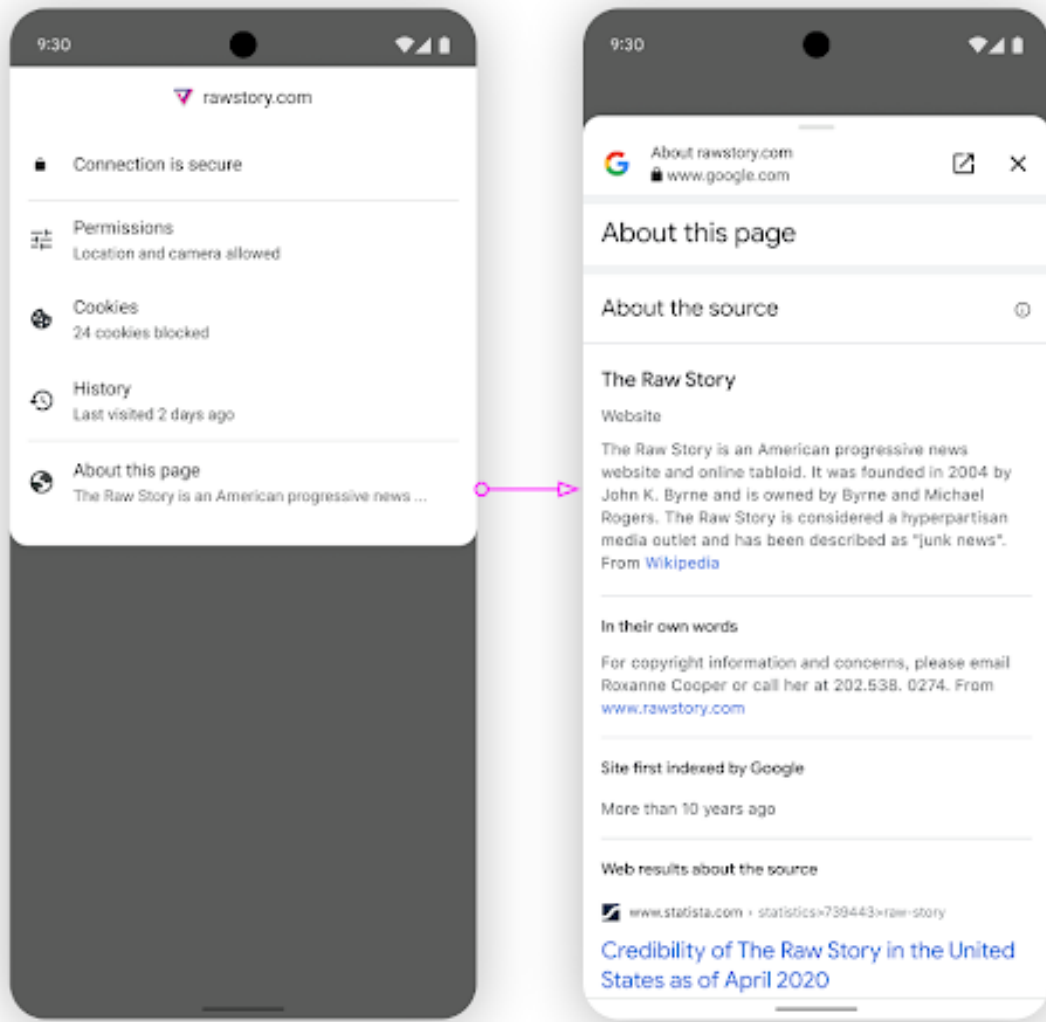 9:30
rawstory.com
Connection is secure
Permissions
Location and camera allowed
Cookies
24 cookies blocked
History
Last visited 2 days ago
About this page
The Raw Story is an American progressive news ...
9:30
About rawstory.com
www.google.com
About this page
About the source
The Raw Story
Website
The Raw Story is an American progressive news
website and online tabloid. It was founded in 2004 by
John K. Byrne and is owned by Byrne and Michael
Rogers. The Raw Story is considered a hyperpartisan
media outlet and has been described as "junk news".
From Wikipedia
In their own words
For copyright information and concerns, please email
Roxanne Cooper or call her at 202.538. 0274. From
www.rawstory.com
Site first indexed by Google
More than 10 years ago
Web results about the source
www.statista.com › statistics>739443>raw-story
Credibility of The Raw Story in the United
States as of April 2020